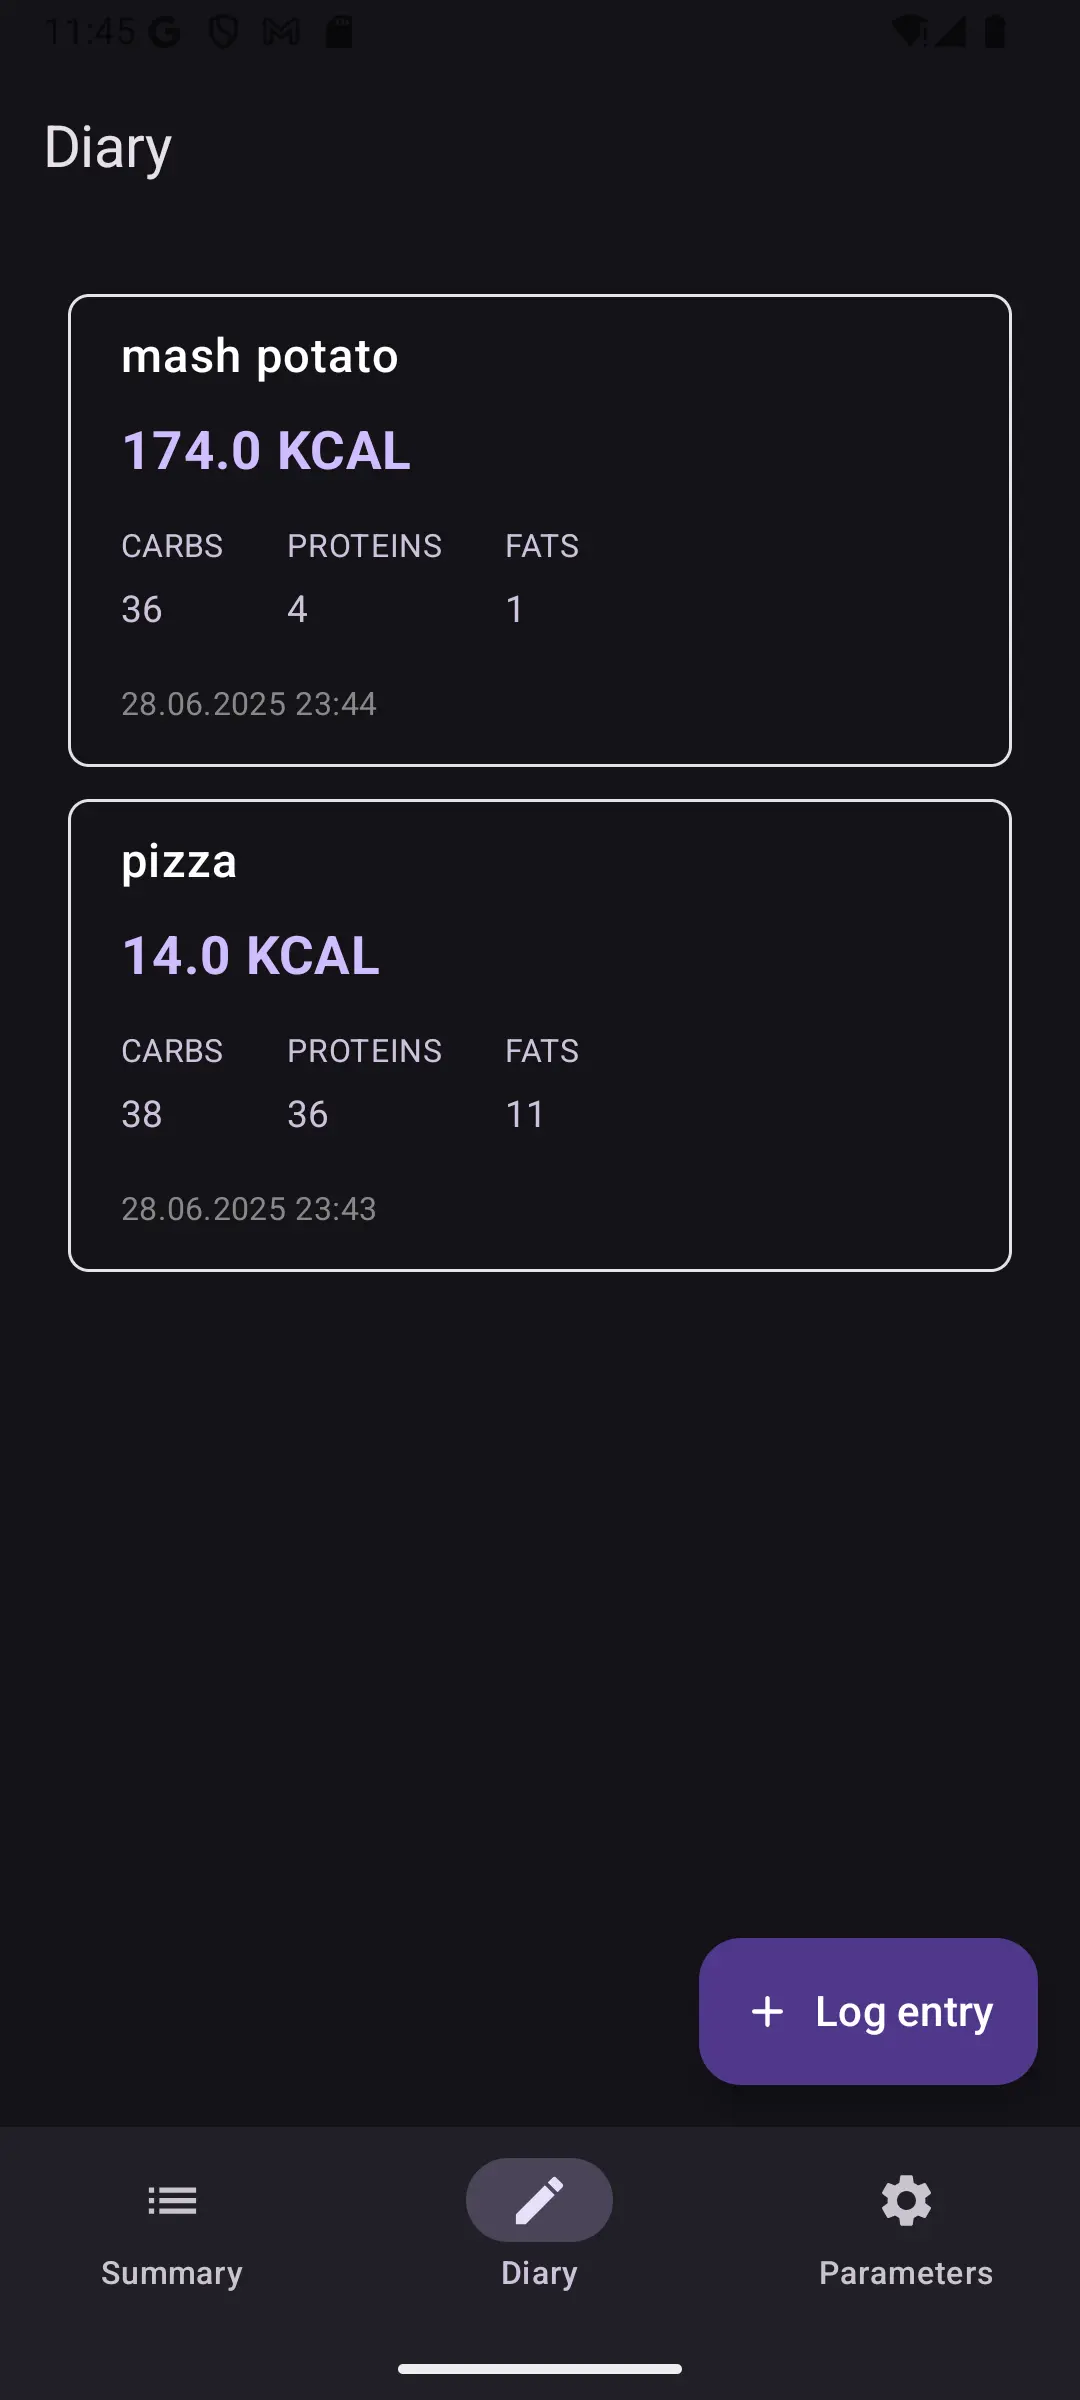 11:45
Diary
mash potato
174.0 KCAL
CARBS PROTEINS FATS
36 4 1
28.06.2025 23:44
pizza
14.0 KCAL
CARBS PROTEINS FATS
38 36 11
28.06.2025 23:43
+ Log entry
Summary Diary Parameters